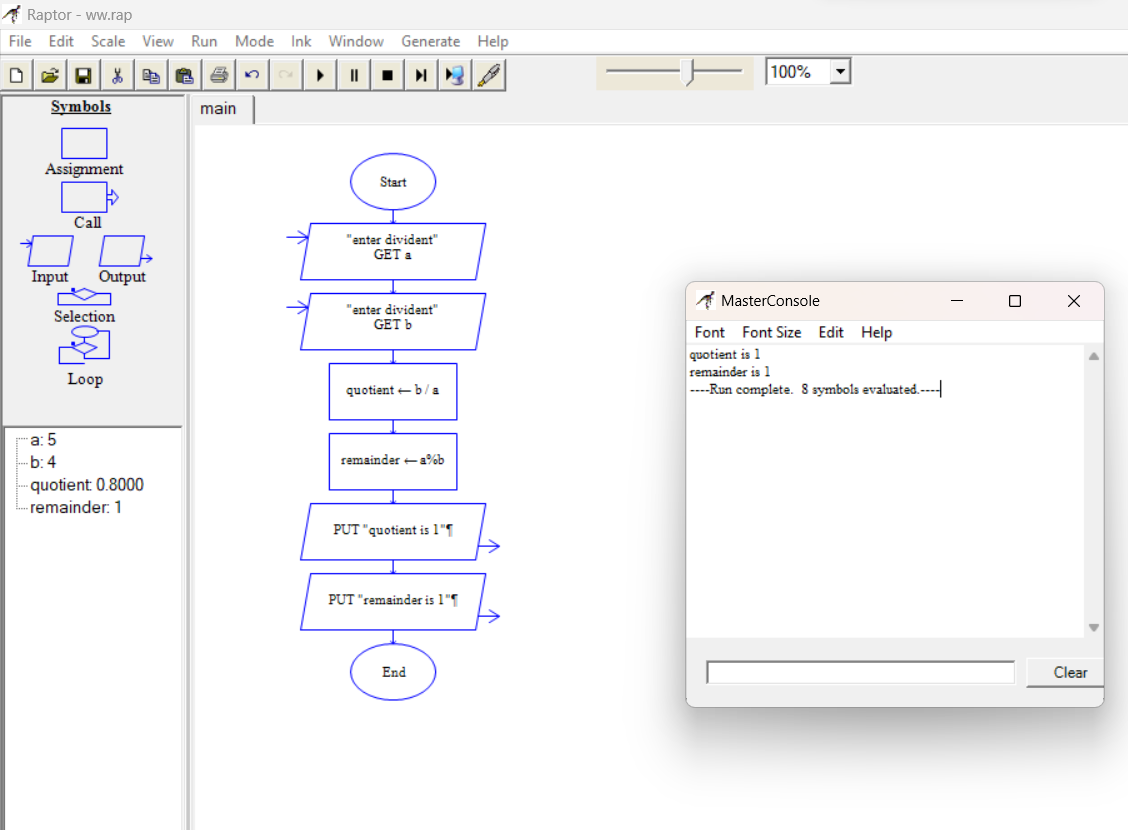 Raptor - ww.rap
File Edit Scale View Run Mode Ink Window Generate Help
100%
Symbols
Assignment
Call
Input Output
Selection
Loop
a: 5
b: 4
quotient: 0.8000
remainder: 1
main
Start
"enter divident"
GET a
"enter divident"
GET b
quotient ← b / a
remainder ← a%b
PUT "quotient is 1"¶
PUT "remainder is 1"¶
End
MasterConsole
Font Font Size Edit Help
quotient is 1
remainder is 1
----Run complete. 8 symbols evaluated.----
Clear